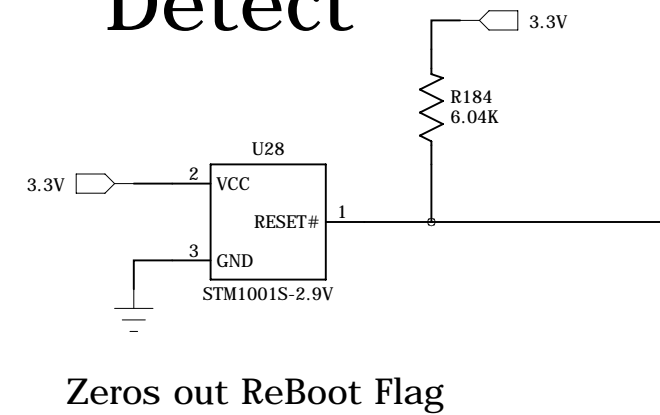 Detect
3.3V
R184
6.04K
U28
3.3V
2
VCC
RESET#
1
3
GND
STM1001S-2.9V
Zeros out ReBoot Flag